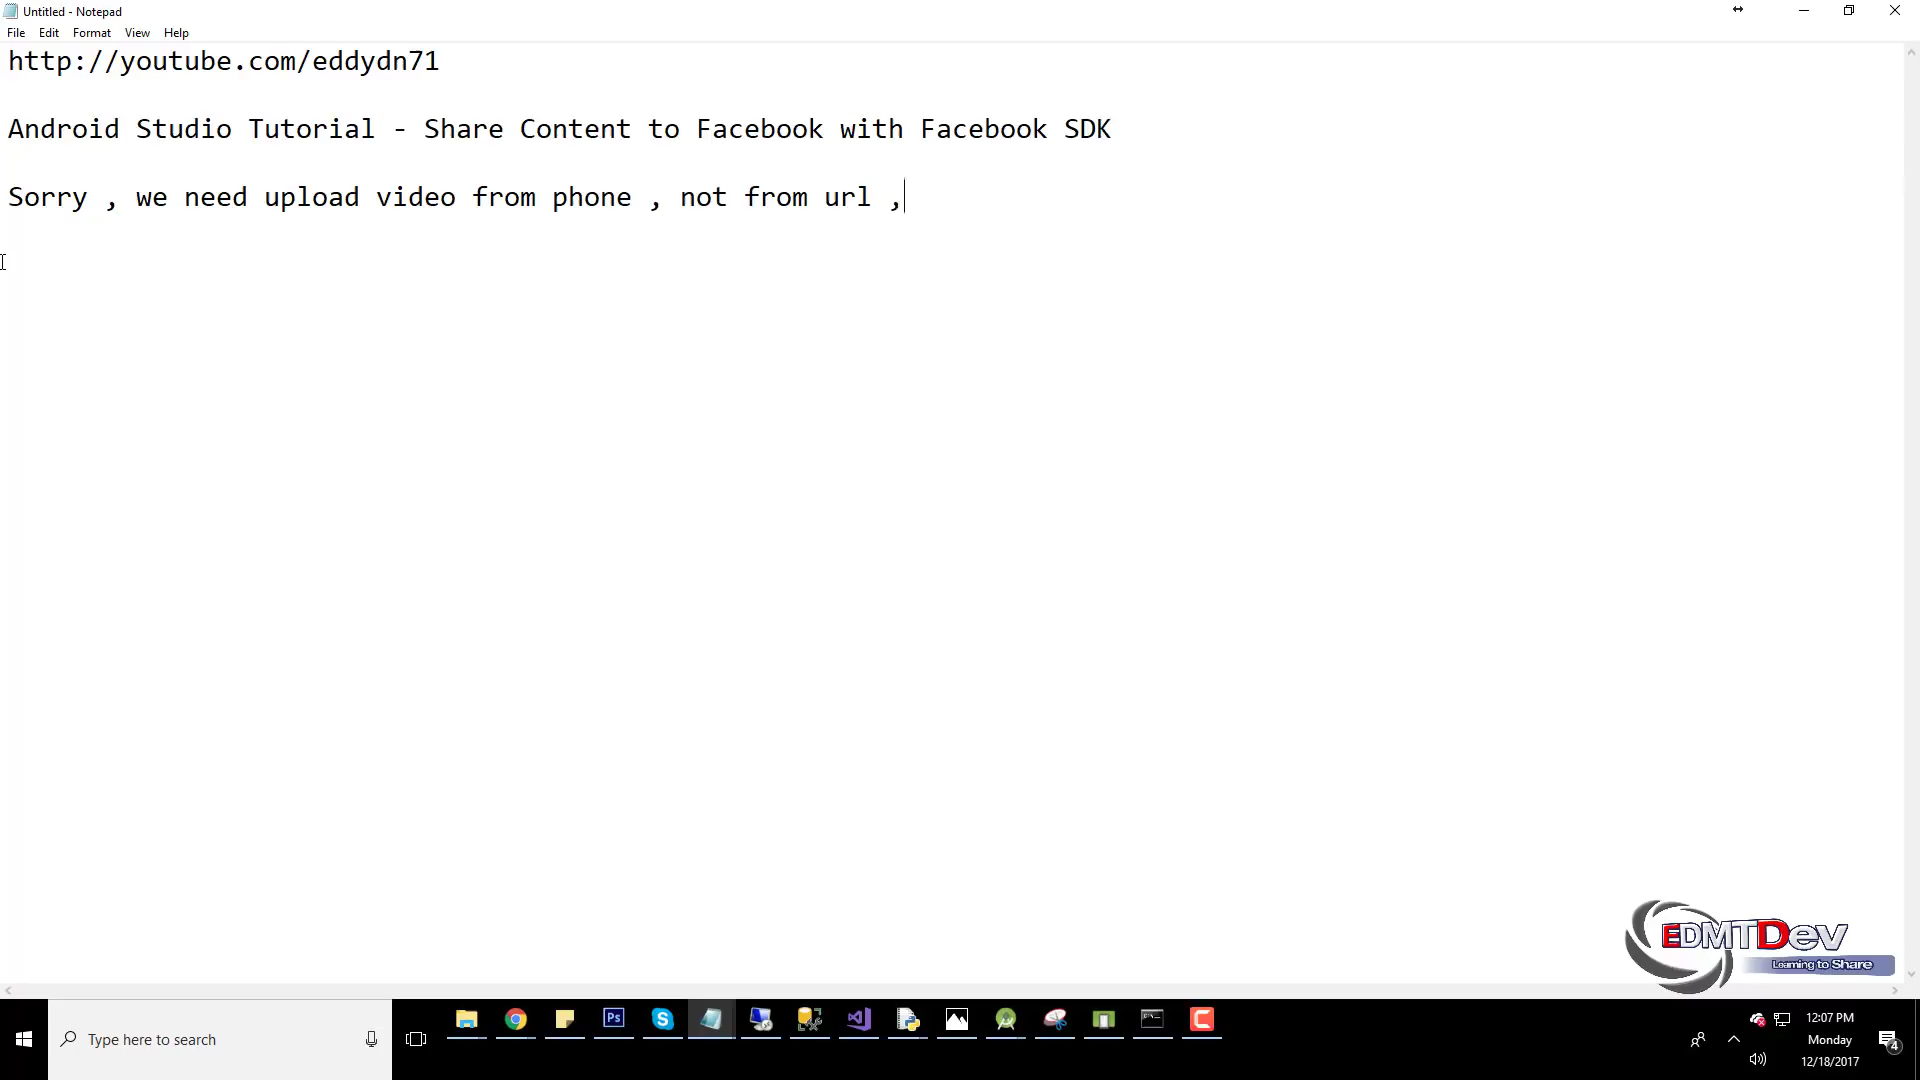 Untitled - Notepad
File Edit Format View Help
http://youtube.com/eddydn71
Android Studio Tutorial - Share Content to Facebook with Facebook SDK
Sorry , we need upload video from phone , not from url ,
EDMTDev
Learning to Share
Type here to search
Ps
12:07 PM
Monday
12/18/2017
4